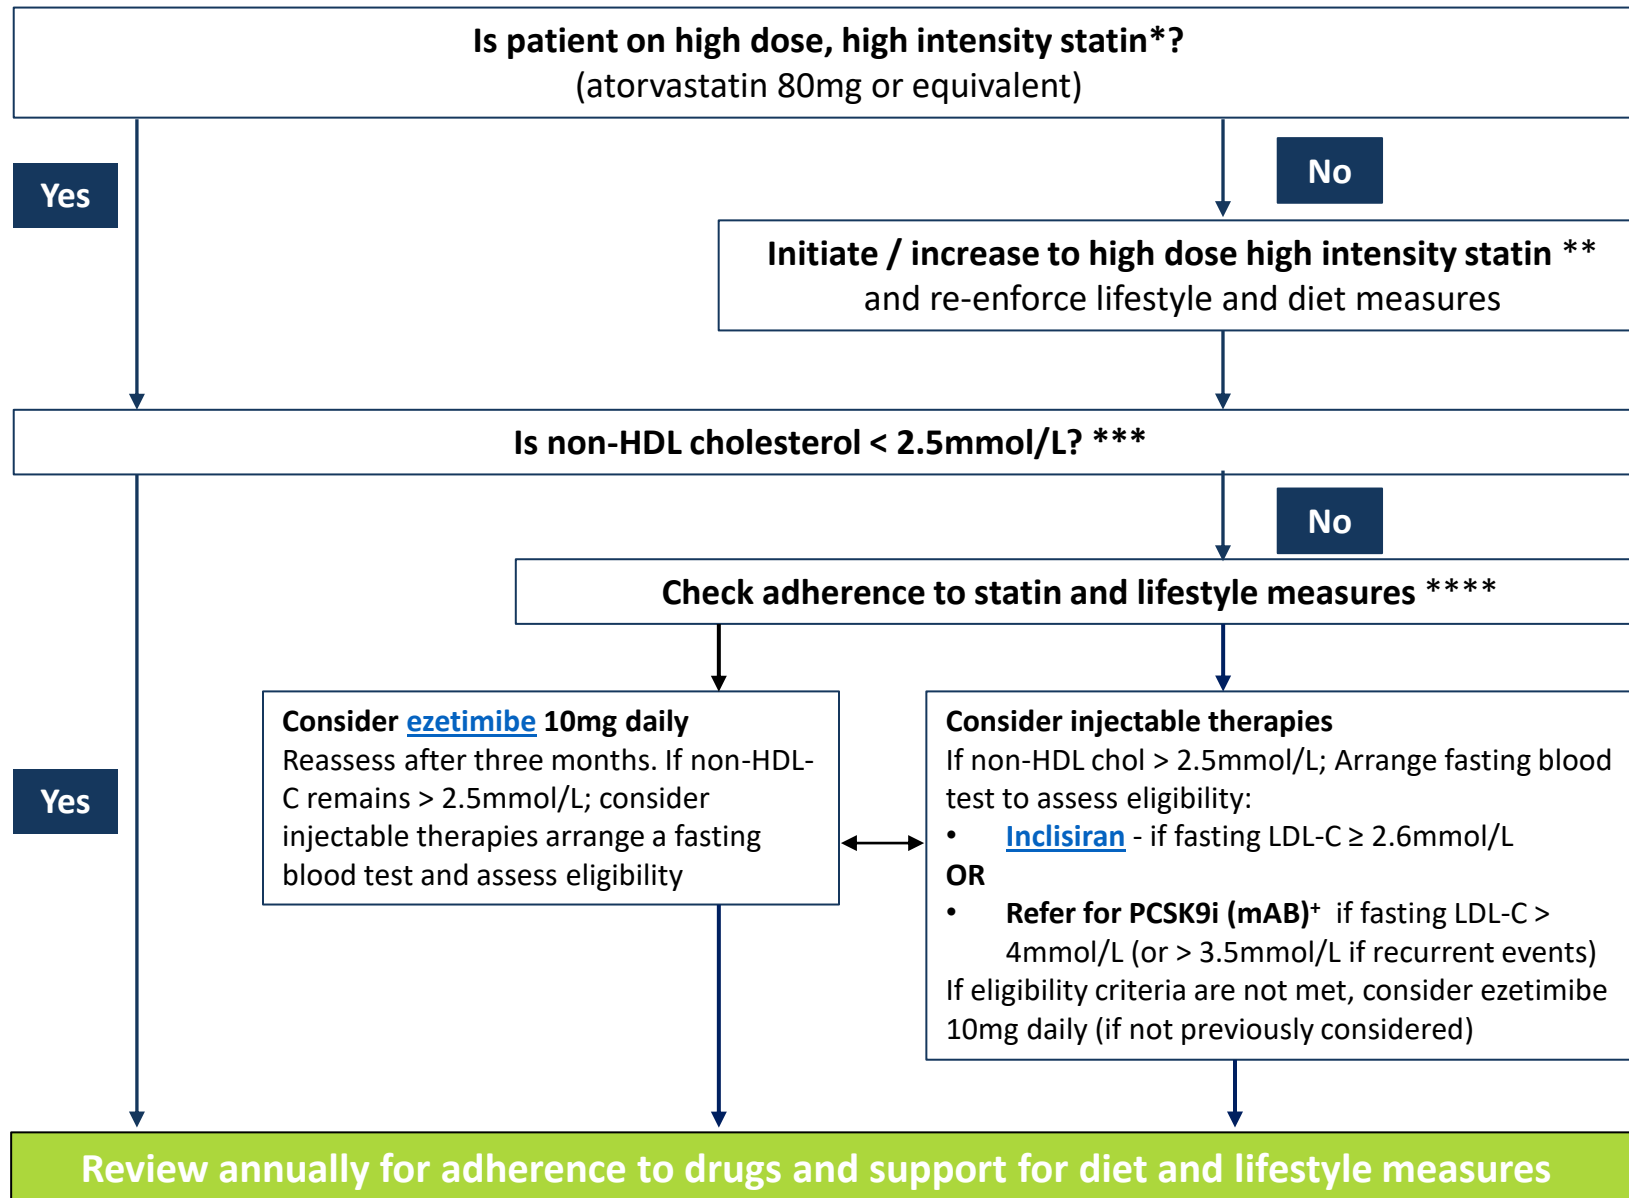 Is patient on high dose, high intensity statin*?
(atorvastatin 80mg or equivalent)
Yes
No
Initiate / increase to high dose high intensity statin **
and re-enforce lifestyle and diet measures
Is non-HDL cholesterol < 2.5mmol/L? ***
No
Check adherence to statin and lifestyle measures ****
Yes
Consider ezetimibe 10mg daily
Reassess after three months. If non-HDL-
C remains > 2.5mmol/L; consider
injectable therapies arrange a fasting
blood test and assess eligibility
Consider injectable therapies
If non-HDL chol > 2.5mmol/L; Arrange fasting blood
test to assess eligibility:
• Inclisiran - if fasting LDL-C ≥ 2.6mmol/L
OR
• Refer for PCSK9i (mAB)⁺ if fasting LDL-C >
4mmol/L (or > 3.5mmol/L if recurrent events)
If eligibility criteria are not met, consider ezetimibe
10mg daily (if not previously considered)
Review annually for adherence to drugs and support for diet and lifestyle measures